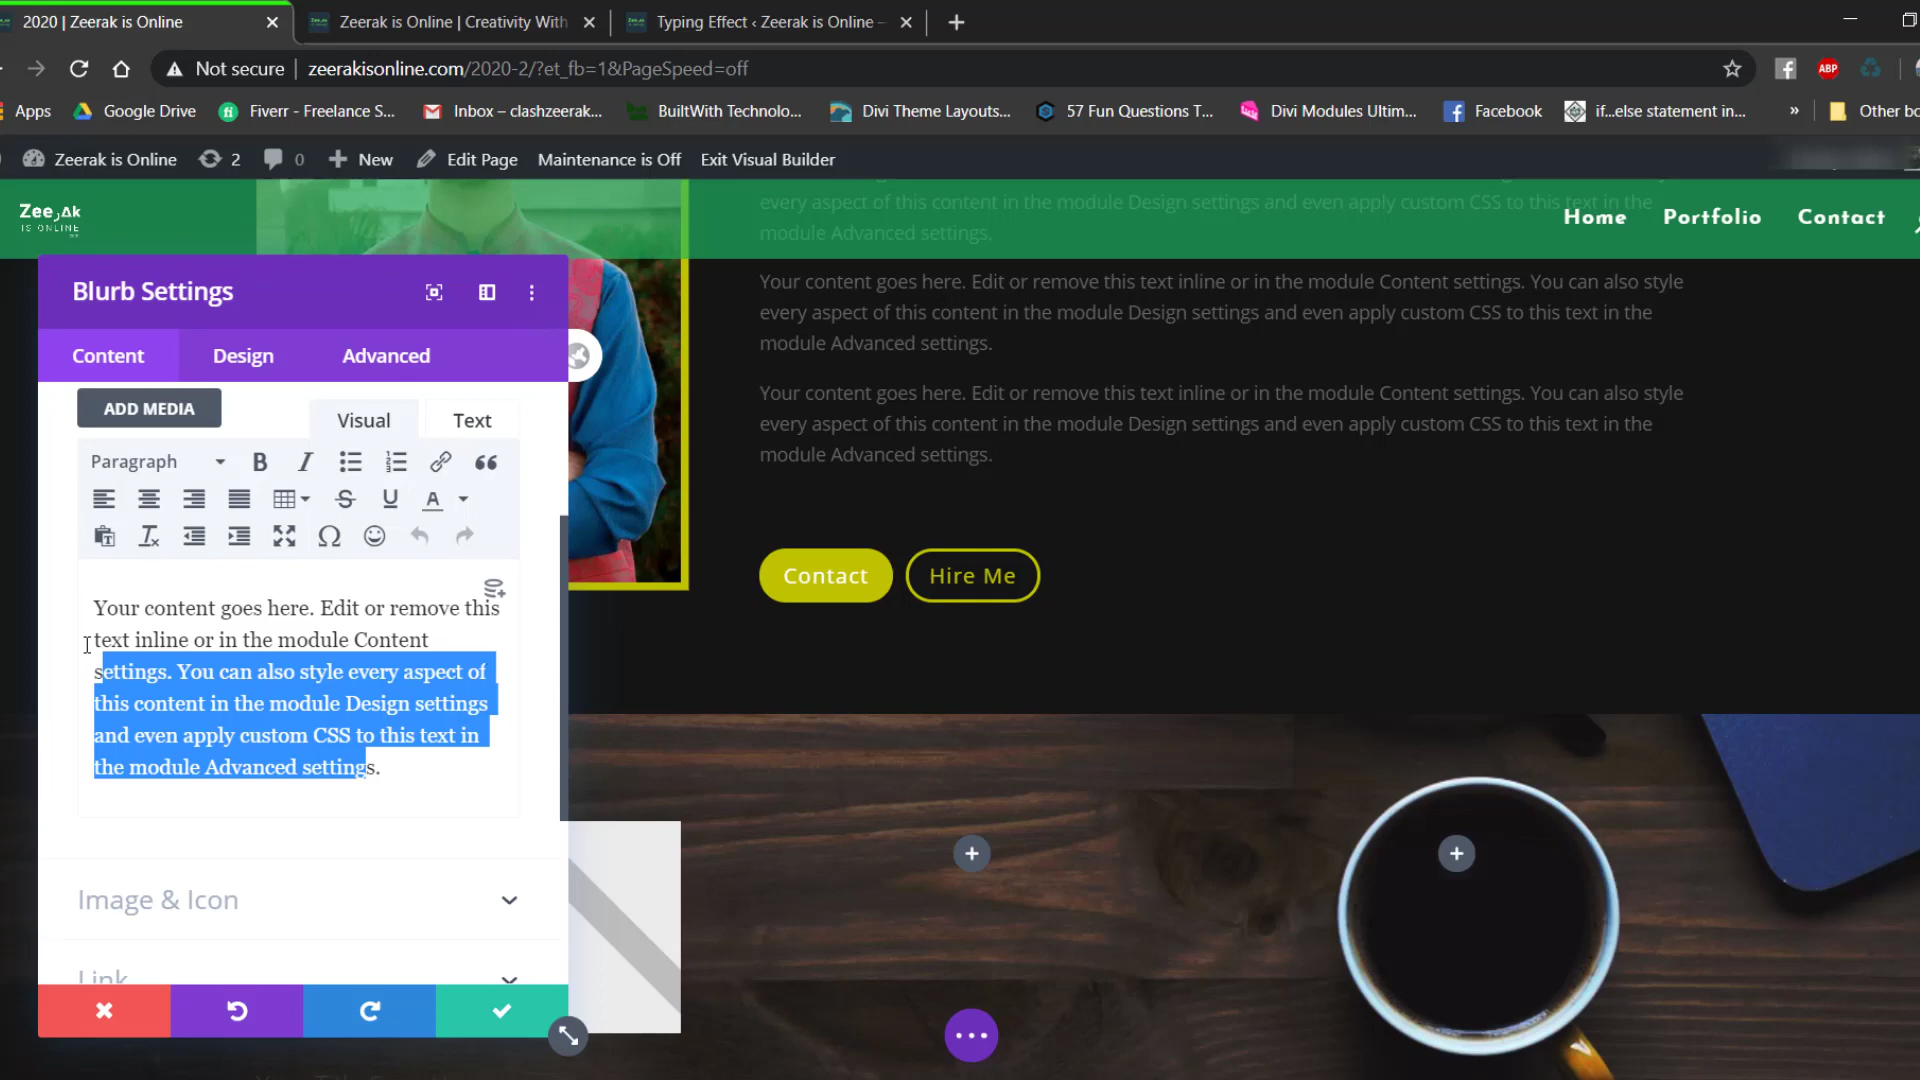 2020 | Zeerak is Online
Zeerak is Online | Creativity With
Typing Effect ‹ Zeerak is Online –
Not secure | zeerakisonline.com/2020-2/?et_fb=1&PageSpeed=off
ABP
Apps
Google Drive
Fiverr - Freelance S...
Inbox – clashzeerak...
BuiltWith Technolo...
Divi Theme Layouts...
57 Fun Questions T...
Divi Modules Ultim...
Facebook
if...else statement in...
»
Other bo
Zeerak is Online
2
0
New
Edit Page
Maintenance is Off
Exit Visual Builder
IS ONLINE
Home
Portfolio
Contact
every aspect of this content in the module Design settings and even apply custom CSS to this text in the
module Advanced settings.
Your content goes here. Edit or remove this text inline or in the module Content settings. You can also style
every aspect of this content in the module Design settings and even apply custom CSS to this text in the
module Advanced settings.
Your content goes here. Edit or remove this text inline or in the module Content settings. You can also style
every aspect of this content in the module Design settings and even apply custom CSS to this text in the
module Advanced settings.
Contact
Hire Me
Blurb Settings
Content
Design
Advanced
ADD MEDIA
Visual
Text
Paragraph
Your content goes here. Edit or remove this
text inline or in the module Content
settings. You can also style every aspect of
this content in the module Design settings
and even apply custom CSS to this text in
the module Advanced settings.
Image & Icon
Link